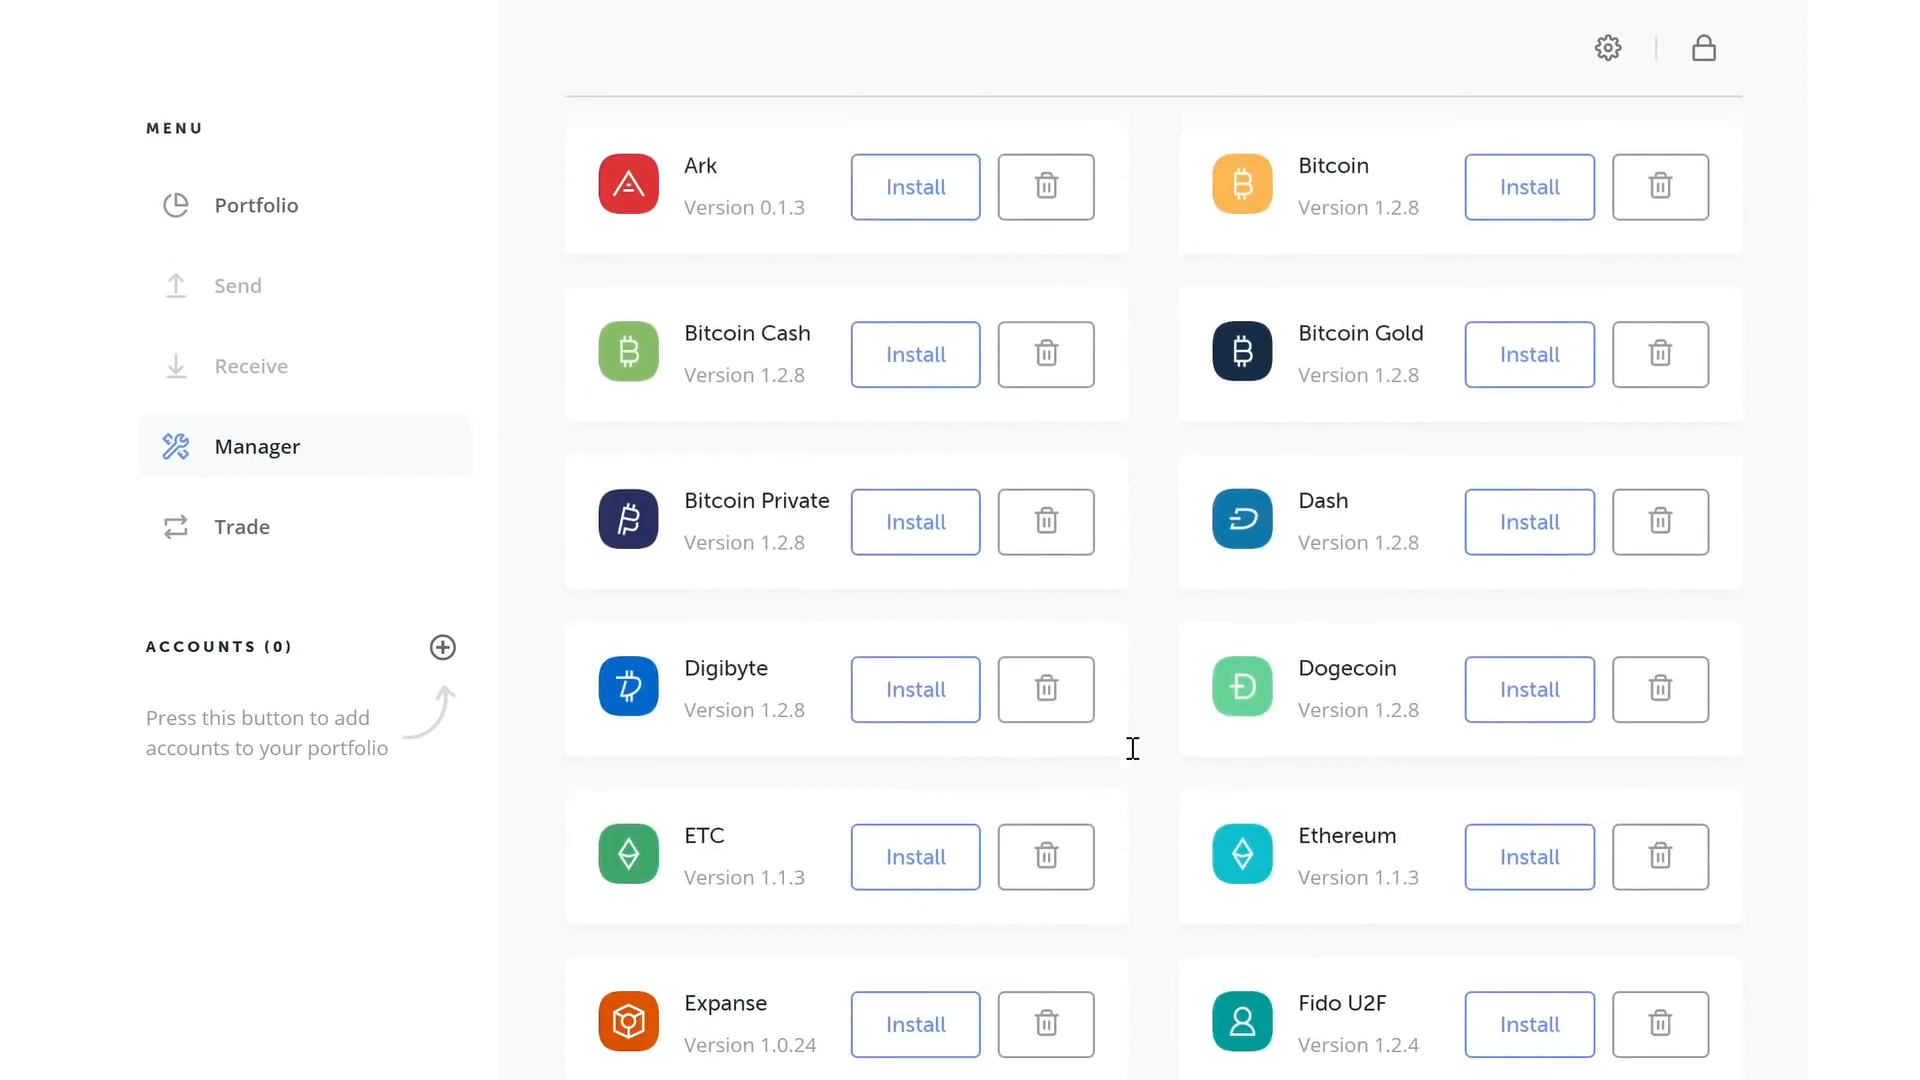 MENU
Portfolio
Send
Receive
Manager
Trade
ACCOUNTS (0)
Press this button to add
accounts to your portfolio
Ark
Version 0.1.3
Install
Bitcoin
Version 1.2.8
Install
Bitcoin Cash
Version 1.2.8
Install
Bitcoin Gold
Version 1.2.8
Install
Bitcoin Private
Version 1.2.8
Install
Dash
Version 1.2.8
Install
Digibyte
Version 1.2.8
Install
Dogecoin
Version 1.2.8
Install
ETC
Version 1.1.3
Install
Ethereum
Version 1.1.3
Install
Expanse
Version 1.0.24
Install
Fido U2F
Version 1.2.4
Install